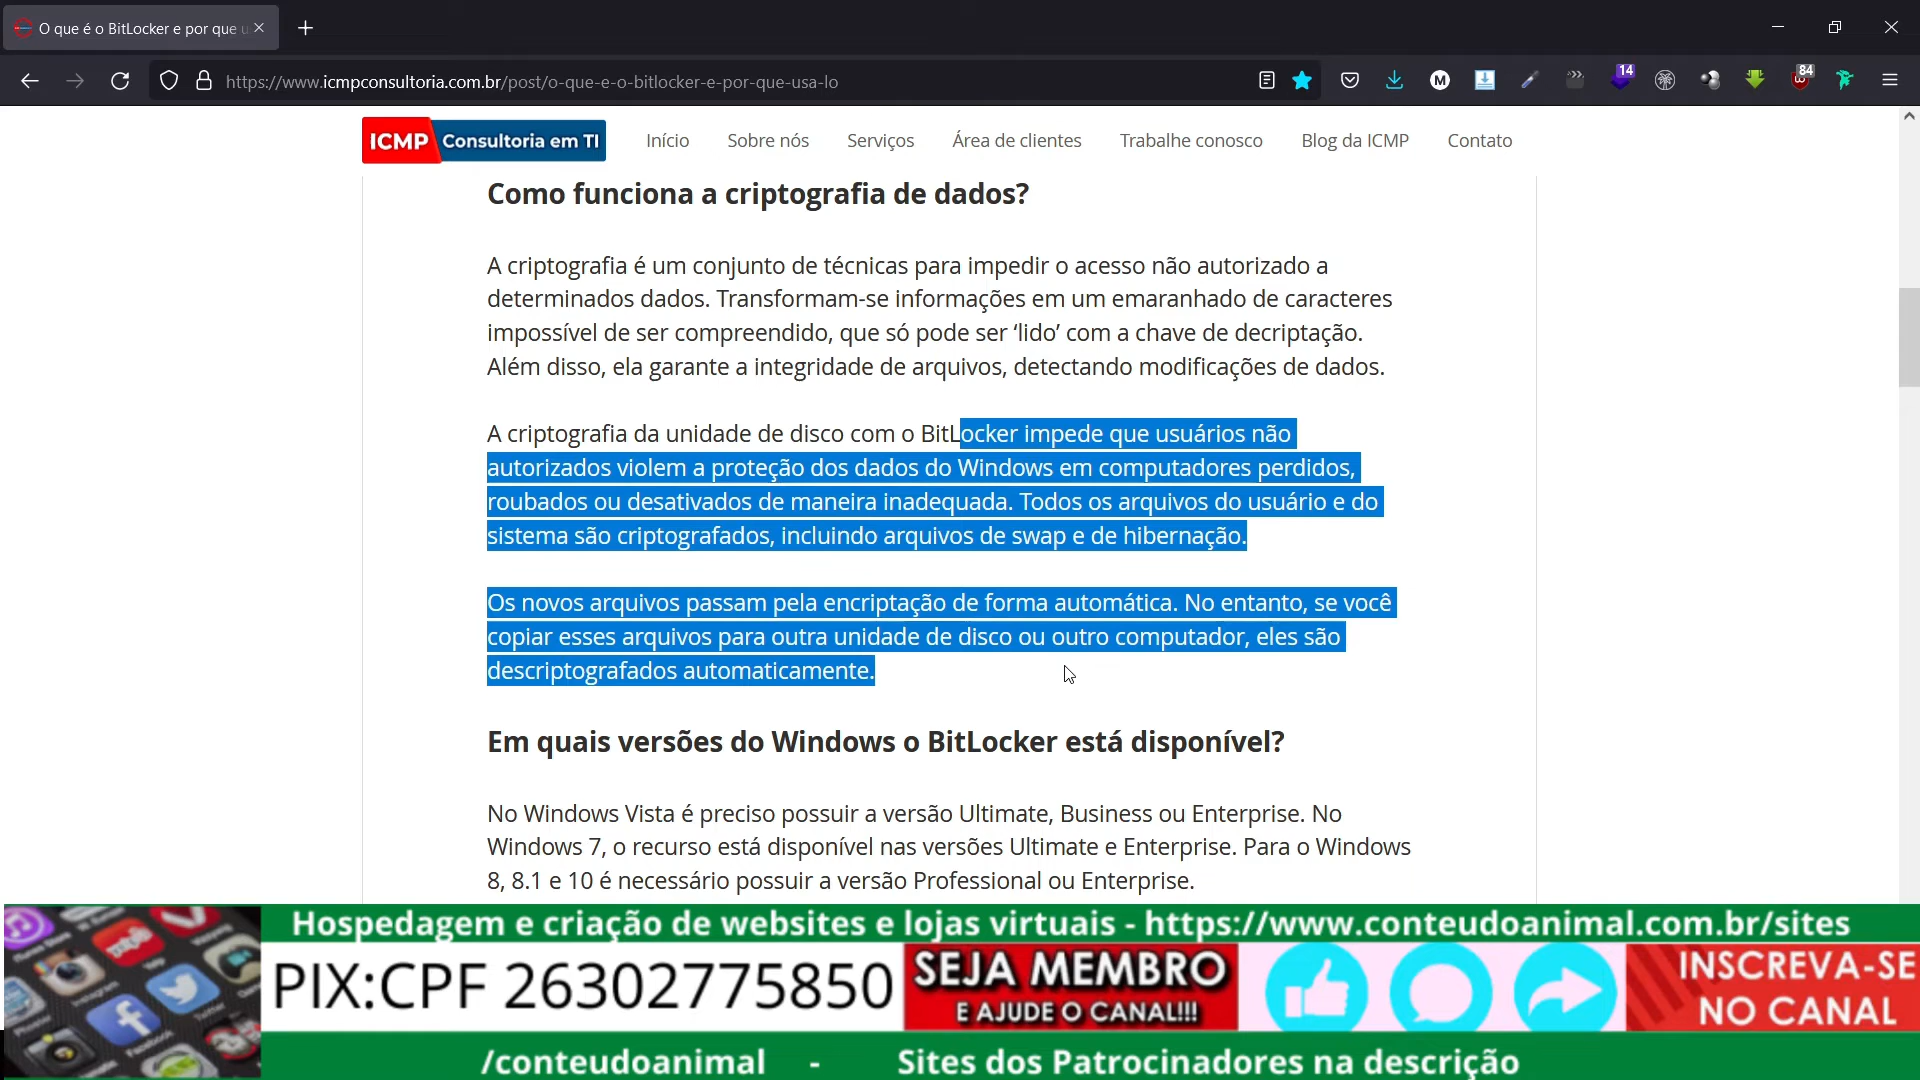 O que é o BitLocker e por que u
https://www.icmpconsultoria.com.br/post/o-que-e-o-bitlocker-e-por-que-usa-lo
14
84
ICMP Consultoria em TI
Início
Sobre nós
Serviços
Área de clientes
Trabalhe conosco
Blog da ICMP
Contato
Como funciona a criptografia de dados?
A criptografia é um conjunto de técnicas para impedir o acesso não autorizado a
determinados dados. Transformam-se informações em um emaranhado de caracteres
impossível de ser compreendido, que só pode ser ‘lido’ com a chave de decriptação.
Além disso, ela garante a integridade de arquivos, detectando modificações de dados.
A criptografia da unidade de disco com o BitLocker impede que usuários não
autorizados violem a proteção dos dados do Windows em computadores perdidos,
roubados ou desativados de maneira inadequada. Todos os arquivos do usuário e do
sistema são criptografados, incluindo arquivos de swap e de hibernação.
Os novos arquivos passam pela encriptação de forma automática. No entanto, se você
copiar esses arquivos para outra unidade de disco ou outro computador, eles são
descriptografados automaticamente.
Em quais versões do Windows o BitLocker está disponível?
No Windows Vista é preciso possuir a versão Ultimate, Business ou Enterprise. No
Windows 7, o recurso está disponível nas versões Ultimate e Enterprise. Para o Windows
8, 8.1 e 10 é necessário possuir a versão Professional ou Enterprise.
Hospedagem e criação de websites e lojas virtuais - https://www.conteudoanimal.com.br/sites
PIX:CPF 26302775850
SEJA MEMBRO
E AJUDE O CANAL!!!
INSCREVA-SE
NO CANAL
/conteudoanimal - Sites dos Patrocinadores na descrição